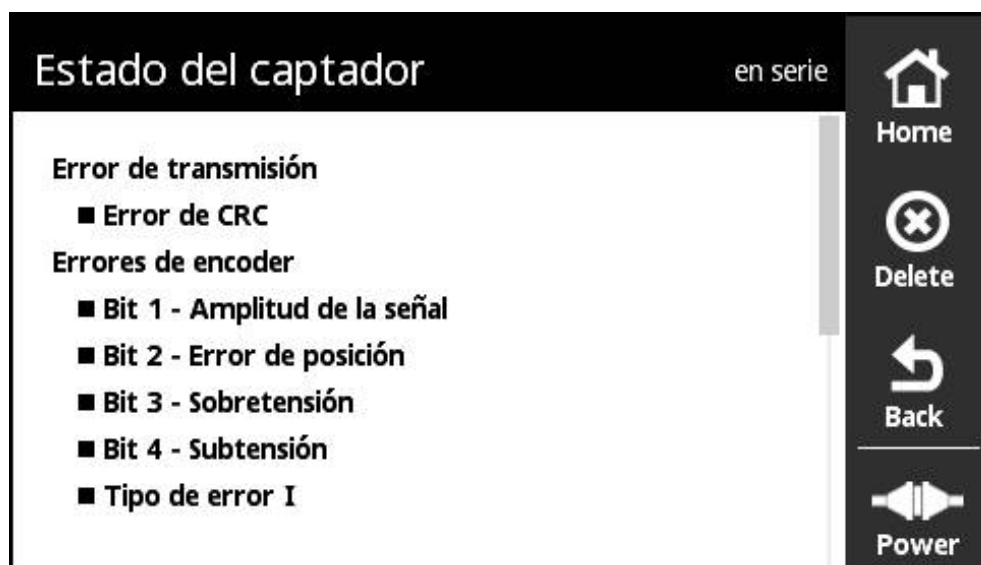 Estado del captador
en serie
Error de transmisión
■ Error de CRC
Errores de encoder
■ Bit 1 - Amplitud de la señal
■ Bit 2 - Error de posición
■ Bit 3 - Sobretensión
■ Bit 4 - Subtensión
■ Tipo de error I
Home
Delete
Back
Power